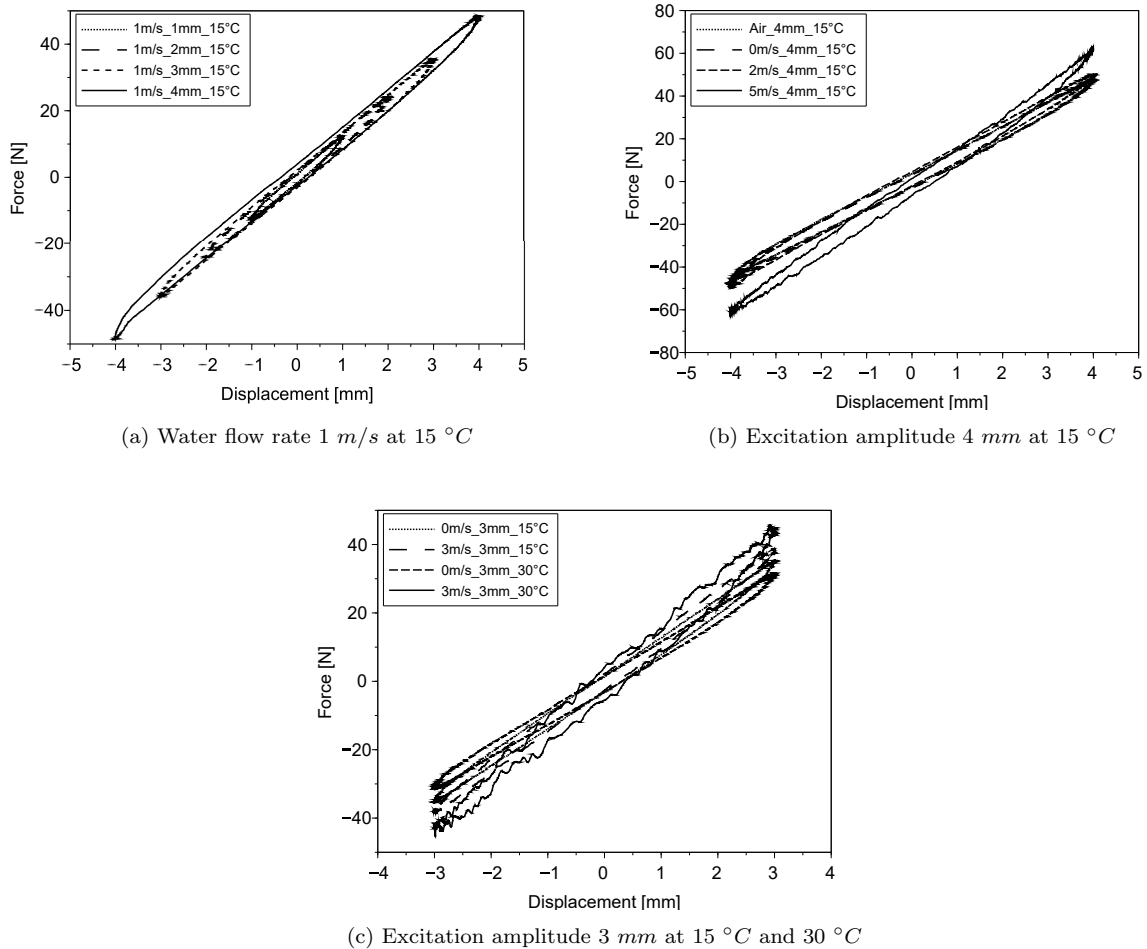 1m/s_1mm_15°C
1m/s_2mm_15°C
1m/s_3mm_15°C
1m/s_4mm_15°C
40
20
0
−20
−40
Force [N]
−5 −4 −3 −2 −1 0 1 2 3 4 5
Displacement [mm]
(a) Water flow rate 1 m/s at 15 °C
Air_4mm_15°C
0m/s_4mm_15°C
2m/s_4mm_15°C
5m/s_4mm_15°C
80
60
40
20
0
−20
−40
−60
−80
Force [N]
−5 −4 −3 −2 −1 0 1 2 3 4 5
Displacement [mm]
(b) Excitation amplitude 4 mm at 15 °C
0m/s_3mm_15°C
3m/s_3mm_15°C
0m/s_3mm_30°C
3m/s_3mm_30°C
40
20
0
−20
−40
Force [N]
−4 −3 −2 −1 0 1 2 3 4
Displacement [mm]
(c) Excitation amplitude 3 mm at 15 °C and 30 °C